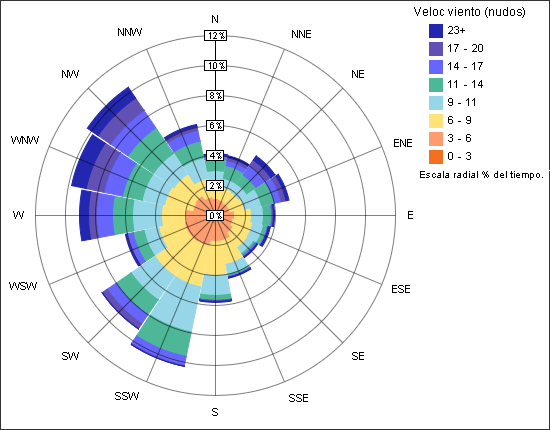 Veloc viento (nudos)
23+
17 - 20
14 - 17
11 - 14
9 - 11
6 - 9
3 - 6
0 - 3
Escala radial % del tiempo.
N
NNW
NNE
NW
NE
WNW
ENE
W
E
WSW
ESE
SW
SE
SSW
SSE
S
12%
10%
8%
6%
4%
2%
0%